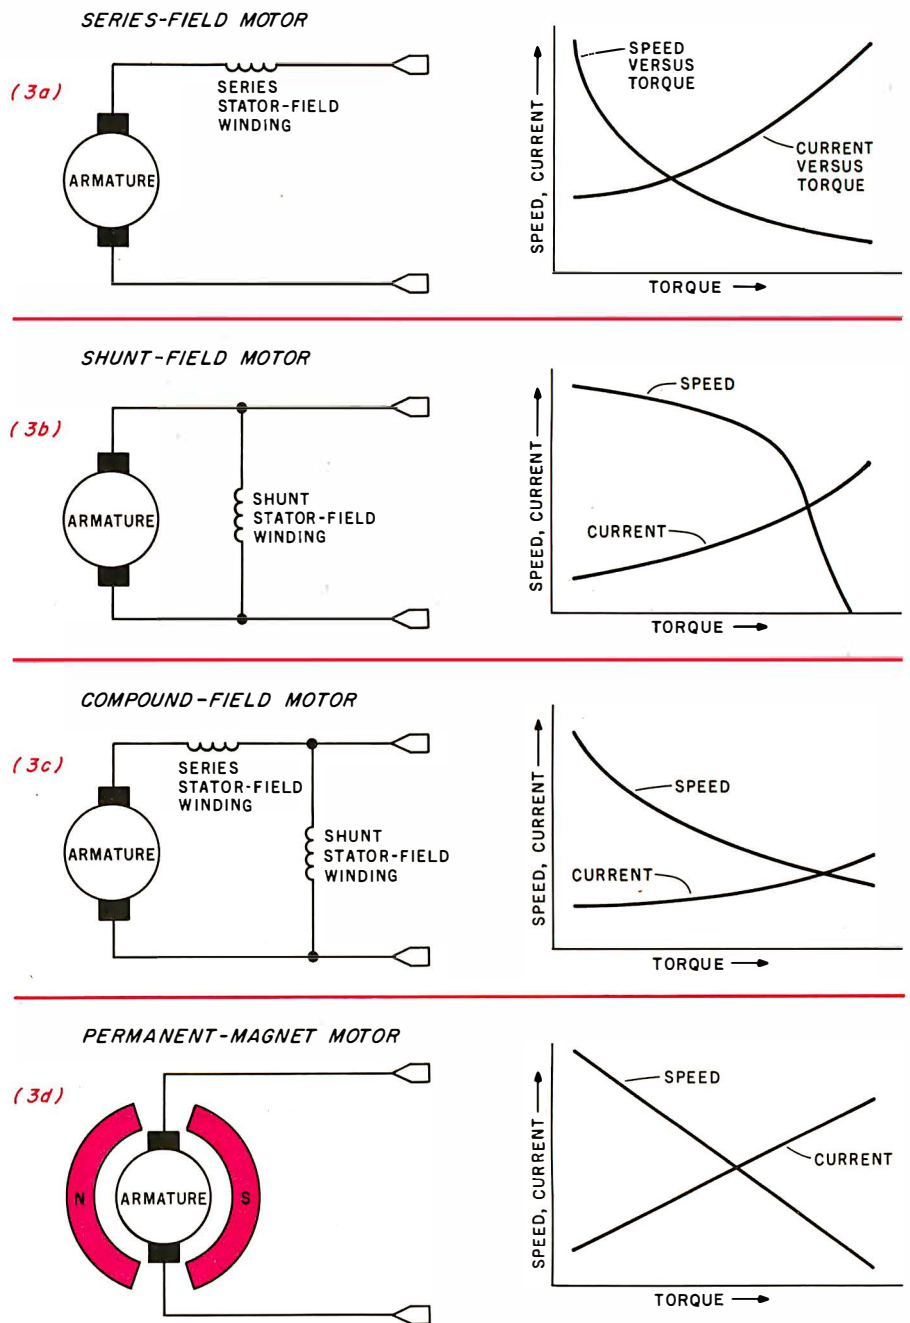 SERIES-FIELD MOTOR
(3a)
SERIES
STATOR-FIELD
WINDING
ARMATURE
SPEED, CURRENT
SPEED
VERSUS
TORQUE
CURRENT
VERSUS
TORQUE
TORQUE
SHUNT-FIELD MOTOR
(3b)
ARMATURE
SHUNT
STATOR-FIELD
WINDING
SPEED, CURRENT
SPEED
CURRENT
TORQUE
COMPOUND-FIELD MOTOR
(3c)
SERIES
STATOR-FIELD
WINDING
ARMATURE
SHUNT
STATOR-FIELD
WINDING
SPEED, CURRENT
SPEED
CURRENT
TORQUE
PERMANENT-MAGNET MOTOR
(3d)
N
ARMATURE
S
SPEED, CURRENT
SPEED
CURRENT
TORQUE